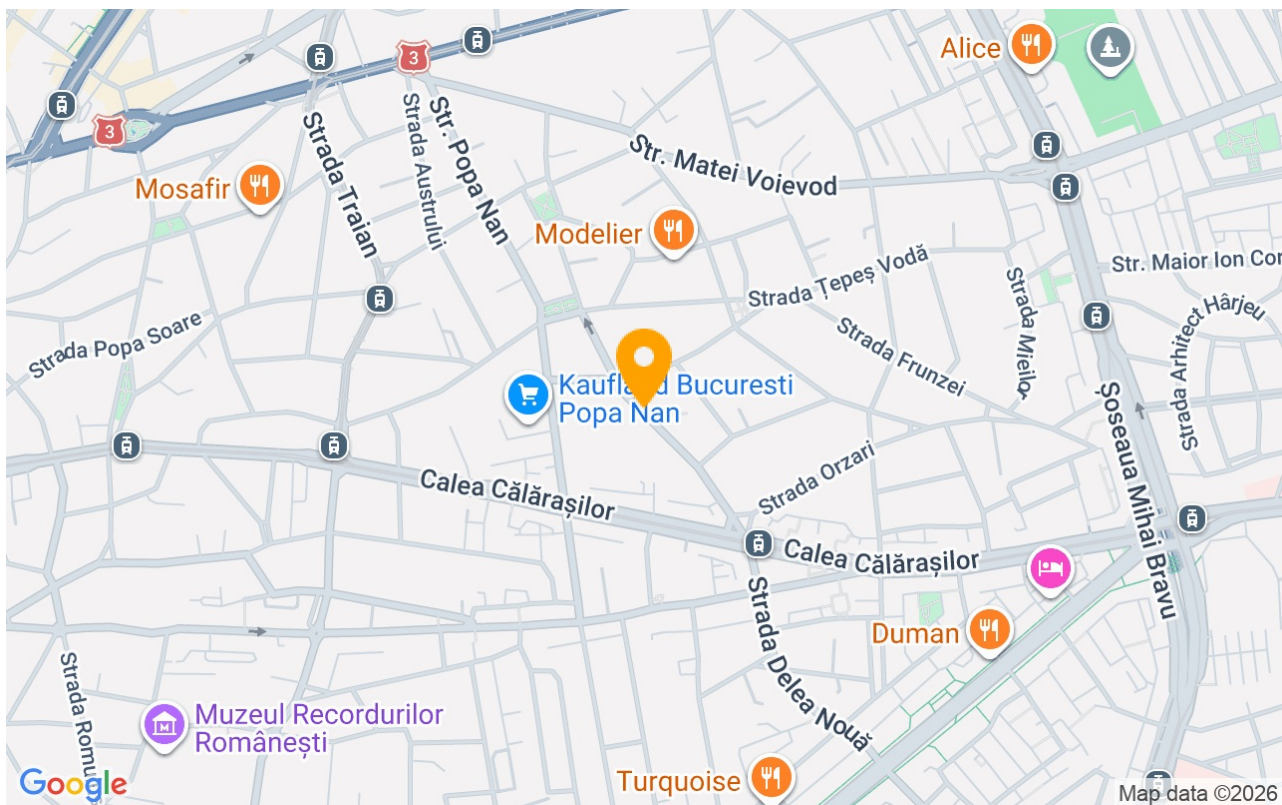 3
Alice
3
Strada Austrului
Str. Popa Nan
Strada Traian
Str. Matei Voievod
Mosafir
Modelier
Strada Țepeș Vodă
Str. Maior Ion Cor
Strada Popa Soare
Strada Frunzei
Strada Mieilor
Strada Arhitect Hârjeu
Kaufland Bucuresti
Popa Nan
Șoseaua Mihai Bravu
Calea Călărașilor
Strada Orzari
Calea Călărașilor
Duman
Strada Delea Nouă
Strada Romu
Muzeul Recordurilor
Românești
Turquoise
Google
Map data ©2026